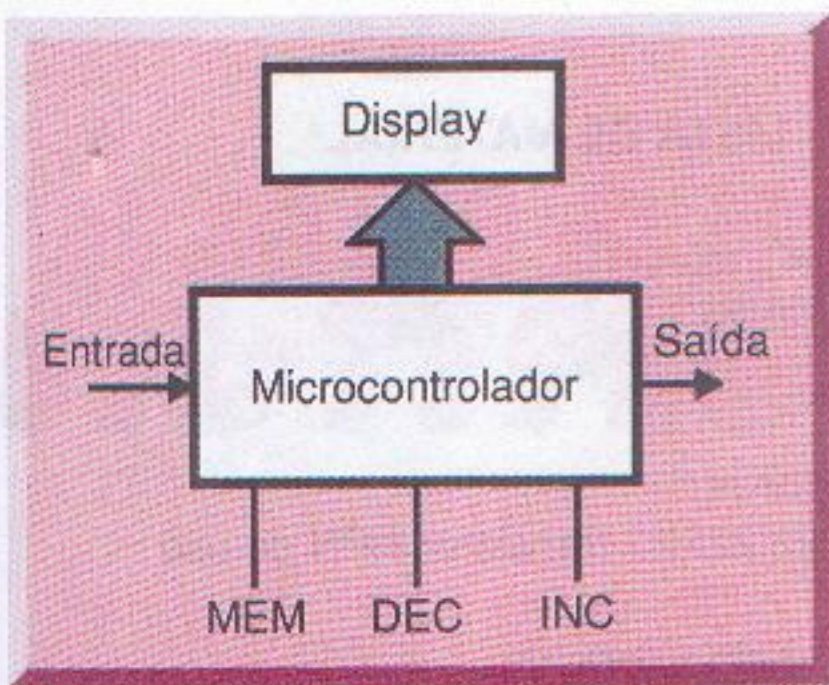 Display
Entrada
Microcontrolador
Saída
MEM DEC INC